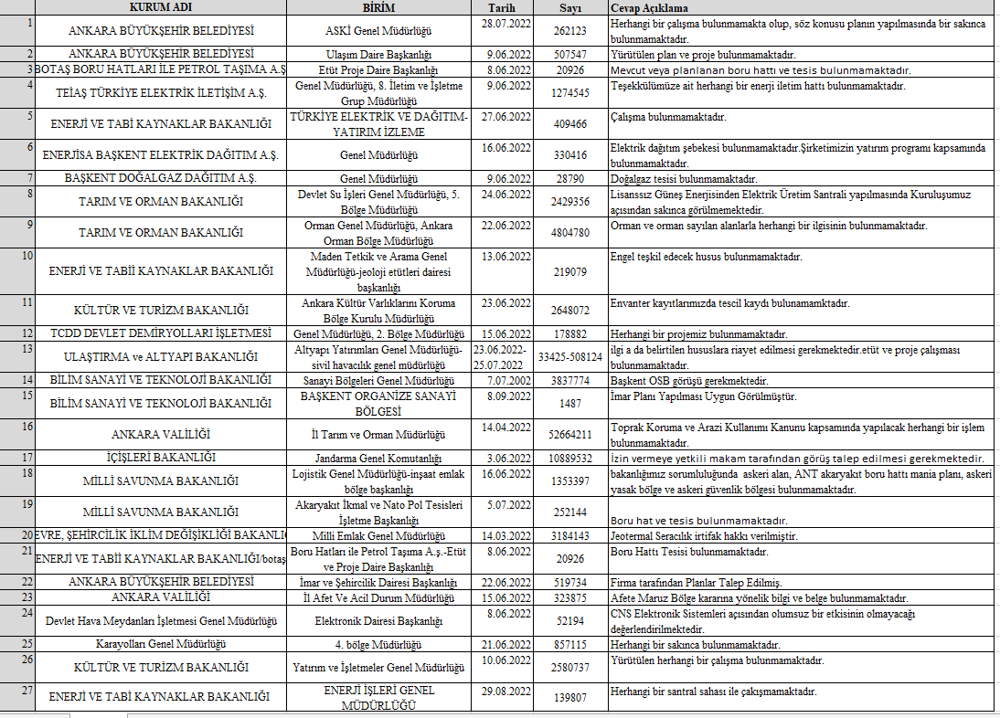 KURUM ADI BİRİM Tarih Sayı Cevap Açıklama
1 ANKARA BÜYÜKŞEHİR BELEDİYESİ ASKİ Genel Müdürlüğü 28.07.2022 262123 Herhangi bir çalışma bulunmamakta olup, söz konusu planın yapılmasında bir sakınca
bulunmamaktadır.
2 ANKARA BÜYÜKŞEHİR BELEDİYESİ Ulaşım Daire Başkanlığı 9.06.2022 507547 Yürütülen plan ve proje bulunmamaktadır.
3 BOTAŞ BORU HATLARI İLE PETROL TAŞIMA A.Ş Etüt Proje Daire Başkanlığı 8.06.2022 20926 Mevcut veya planlanan boru hattı ve tesis bulunmamaktadır.
4 TEİAŞ TÜRKİYE ELEKTRİK İLETİŞİM A.Ş. Genel Müdürlüğü, 8. İletim ve İşletme
Grup Müdürlüğü 9.06.2022 1274545 Teşekkülümüze ait herhangi bir enerji iletim hattı bulunmamaktadır.
5 ENERJİ VE TABİ KAYNAKLAR BAKANLIĞI TÜRKİYE ELEKTRİK VE DAĞITIM-
YATIRIM İZLEME 27.06.2022 409466 Çalışma bulunmamaktadır.
6 ENERJİSA BAŞKENT ELEKTRİK DAĞITIM A.Ş. Genel Müdürlüğü 16.06.2022 330416 Elektrik dağıtım şebekesi bulunmamaktadır.Şirketimizin yatırım programı kapsamında
bulunmamaktadır.
7 BAŞKENT DOĞALGAZ DAĞITIM A.Ş. Genel Müdürlüğü 9.06.2022 28790 Doğalgaz tesisi bulunmamaktadır.
8 TARIM VE ORMAN BAKANLIĞI Devlet Su İşleri Genel Müdürlüğü, 5.
Bölge Müdürlüğü 24.06.2022 2429356 Lisanssız Güneş Enerjisinden Elektrik Üretim Santrali yapılmasında Kuruluşumuz
açısından sakınca görülmemektedir.
9 TARIM VE ORMAN BAKANLIĞI Orman Genel Müdürlüğü, Ankara
Orman Bölge Müdürlüğü 22.06.2022 4804780 Orman ve orman sayılan alanlarla herhangi bir ilgisinin bulunmamaktadır.
10 ENERJİ VE TABİİ KAYNAKLAR BAKANLIĞI Maden Tetkik ve Arama Genel
Müdürlüğü-jeoloji etütleri dairesi
başkanlığı 13.06.2022 219079 Engel teşkil edecek husus bulunmamaktadır.
11 KÜLTÜR VE TURİZM BAKANLIĞI Ankara Kültür Varlıklarını Koruma
Bölge Kurulu Müdürlüğü 23.06.2022 2648072 Envanter kayıtlarımızda tescil kaydı bulunamamktadır.
12 TCDD DEVLET DEMİRYOLLARI İŞLETMESİ Genel Müdürlüğü, 2. Bölge Müdürlüğü 15.06.2022 178882 Herhangi bir projemiz bulunmamaktadır.
13 ULAŞTIRMA ve ALTYAPI BAKANLIĞI Altyapı Yatırımları Genel Müdürlüğü-
sivil havacılık genel müdürlüğü 23.06.2022-
25.07.2022 33425-508124 ilgi a da belirtilen hususlara riayet edilmesi gerekmektedir.etüt ve proje çalışması
bulunmamaktadır.
14 BİLİM SANAYİ VE TEKNOLOJİ BAKANLIĞI Sanayi Bölgeleri Genel Müdürlüğü 7.07.2002 3837774 Başkent OSB görüşü gerekmektedir.
15 BİLİM SANAYİ VE TEKNOLOJİ BAKANLIĞI BAŞKENT ORGANİZE SANAYİ
BÖLGESİ 8.09.2022 1487 İmar Planı Yapılması Uygun Görülmüştür.
16 ANKARA VALİLİĞİ İl Tarım ve Orman Müdürlüğü 14.04.2022 52664211 Toprak Koruma ve Arazi Kullanımı Kanunu kapsamında yapılacak herhangi bir işlem
bulunmamaktadır.
17 İÇİŞLERİ BAKANLIĞI Jandarma Genel Komutanlığı 3.06.2022 10889532 İzin vermeye yetkili makam tarafından görüş talep edilmesi gerekmektedir.
18 MİLLİ SAVUNMA BAKANLIĞI Lojistik Genel Müdürlüğü-inşaat emlak
bölge başkanlığı 16.06.2022 1353397 bakanlığımız sorumluluğunda askeri alan, ANT akaryakıt boru hattı mania planı, askeri
yasak bölge ve askeri güvenlik bölgesi bulunmamaktadır.
19 MİLLİ SAVUNMA BAKANLIĞI Akaryakıt İkmal ve Nato Pol Tesisleri
İşletme Başkanlığı 5.07.2022 252144 Boru hat ve tesis bulunmamaktadır.
20 EVRE, ŞEHİRCİLİK İKLİM DEĞİŞİKLİĞİ BAKANLI Milli Emlak Genel Müdürlüğü 14.03.2022 3184143 Jeotermal Seracılık irtifak hakkı verilmiştir.
21 ENERJİ VE TABİİ KAYNAKLAR BAKANLIĞI/botaş Boru Hatları ile Petrol Taşıma A.ş.-Etüt
ve Proje Daire Başkanlığı 8.06.2022 20926 Boru Hattı Tesisi bulunmamaktadır.
22 ANKARA BÜYÜKŞEHİR BELEDİYESİ İmar ve Şehircilik Dairesi Başkanlığı 22.06.2022 519734 Firma tarafından Planlar Talep Edilmiş.
23 ANKARA VALİLİĞİ İl Afet Ve Acil Durum Müdürlüğü 15.06.2022 323875 Afete Maruz Bölge kararına yönelik bilgi ve belge bulunmamaktadır.
24 Devlet Hava Meydanları İşletmesi Genel Müdürlüğü Elektronik Dairesi Başkanlığı 8.06.2022 52194 CNS Elektronik Sistemleri açısından olumsuz bir etkisinin olmayacağı
değerlendirilmektedir.
25 Karayolları Genel Müdürlüğü 4. bölge Müdürlüğü 21.06.2022 857115 Herhangi bir sakınca bulunmamaktadır.
26 KÜLTÜR VE TURİZM BAKANLIĞI Yatırım ve İşletmeler Genel Müdürlüğü 10.06.2022 2580737 Yürütülen herhangi bir çalışma bulunmamaktadır.
27 ENERJİ VE TABİ KAYNAKLAR BAKANLIĞI ENERJİ İŞLERİ GENEL
MÜDÜRLÜĞÜ 29.08.2022 139807 Herhangi bir santral sahası ile çakışmamaktadır.